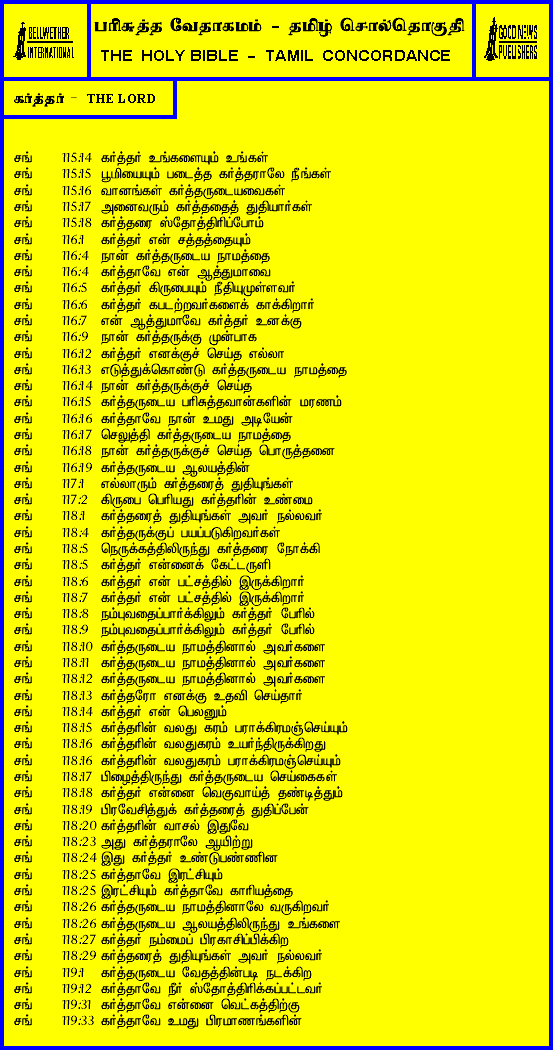 BELLWETHER INTERNATIONAL
பரிசுத்த வேதாகமம் - தமிழ் சொல்தொகுதி
THE HOLY BIBLE - TAMIL CONCORDANCE
GOOD NEWS PUBLISHERS
கர்த்தர் - THE LORD
சங் 115:14 கர்த்தர் உங்களையும் உங்கள்
சங் 115:15 பூமியையும் படைத்த கர்த்தராலே நீங்கள்
சங் 115:16 வானங்கள் கர்த்தருடையவைகள்
சங் 115:17 அனைவரும் கர்த்ததைத் துதியார்கள்
சங் 115:18 கர்த்தரை ஸ்தோத்திரிப்போம்
சங் 116:1 கர்த்தர் என் சத்தத்தையும்
சங் 116:4 நான் கர்த்தருடைய நாமத்தை
சங் 116:4 கர்த்தாவே என் ஆத்துமாவை
சங் 116:5 கர்த்தர் கிருபையும் நீதியுமுள்ளவர்
சங் 116:6 கர்த்தர் கபடற்றவர்களைக் காக்கிறார்
சங் 116:7 என் ஆத்துமாவே கர்த்தர் உனக்கு
சங் 116:9 நான் கர்த்தருக்கு முன்பாக
சங் 116:12 கர்த்தர் எனக்குச் செய்த எல்லா
சங் 116:13 எடுத்துக்கொண்டு கர்த்தருடைய நாமத்தை
சங் 116:14 நான் கர்த்தருக்குச் செய்த
சங் 116:15 கர்த்தருடைய பரிசுத்தவான்களின் மரணம்
சங் 116:16 கர்த்தாவே நான் உமது அடியேன்
சங் 116:17 செலுத்தி கர்த்தருடைய நாமத்தை
சங் 116:18 நான் கர்த்தருக்குச் செய்த பொருத்தனை
சங் 116:19 கர்த்தருடைய ஆலயத்தின்
சங் 117:1 எல்லாரும் கர்த்தரைத் துதியுங்கள்
சங் 117:2 கிருபை பெரியது கர்த்தரின் உண்மை
சங் 118:1 கர்த்தரைத் துதியுங்கள் அவர் நல்லவர்
சங் 118:4 கர்த்தருக்குப் பயப்படுகிறவர்கள்
சங் 118:5 நெருக்கத்திலிருந்து கர்த்தரை நோக்கி
சங் 118:5 கர்த்தர் என்னைக் கேட்டருளி
சங் 118:6 கர்த்தர் என் பட்சத்தில் இருக்கிறார்
சங் 118:7 கர்த்தர் என் பட்சத்தில் இருக்கிறார்
சங் 118:8 நம்புவதைப்பார்க்கிலும் கர்த்தர் பேரில்
சங் 118:9 நம்புவதைப்பார்க்கிலும் கர்த்தர் பேரில்
சங் 118:10 கர்த்தருடைய நாமத்தினால் அவர்களை
சங் 118:11 கர்த்தருடைய நாமத்தினால் அவர்களை
சங் 118:12 கர்த்தருடைய நாமத்தினால் அவர்களை
சங் 118:13 கர்த்தரோ எனக்கு உதவி செய்தார்
சங் 118:14 கர்த்தர் என் பெலனும்
சங் 118:15 கர்த்தரின் வலது கரம் பராக்கிரமஞ்செய்யும்
சங் 118:16 கர்த்தரின் வலதுகரம் உயர்ந்திருக்கிறது
சங் 118:16 கர்த்தரின் வலதுகரம் பராக்கிரமஞ்செய்யும்
சங் 118:17 பிழைத்திருந்து கர்த்தருடைய செய்கைகள்
சங் 118:18 கர்த்தர் என்னை வெகுவாய்த் தண்டித்தும்
சங் 118:19 பிரவேசித்துக் கர்த்தரைத் துதிப்பேன்
சங் 118:20 கர்த்தரின் வாசல் இதுவே
சங் 118:23 அது கர்த்தராலே ஆயிற்று
சங் 118:24 இது கர்த்தர் உண்டுபண்ணின
சங் 118:25 கர்த்தாவே இரட்சியும்
சங் 118:25 இரட்சியும் கர்த்தாவே காரியத்தை
சங் 118:26 கர்த்தருடைய நாமத்தினாலே வருகிறவர்
சங் 118:26 கர்த்தருடைய ஆலயத்திலிருந்து உங்களை
சங் 118:27 கர்த்தர் நம்மைப் பிரகாசிப்பிக்கிற
சங் 118:29 கர்த்தரைத் துதியுங்கள் அவர் நல்லவர்
சங் 119:1 கர்த்தருடைய வேதத்தின்படி நடக்கிற
சங் 119:12 கர்த்தாவே நீர் ஸ்தோத்திரிக்கப்பட்டவர்
சங் 119:31 கர்த்தாவே என்னை வெட்கத்திற்கு
சங் 119:33 கர்த்தாவே உமது பிரமாணங்களின்